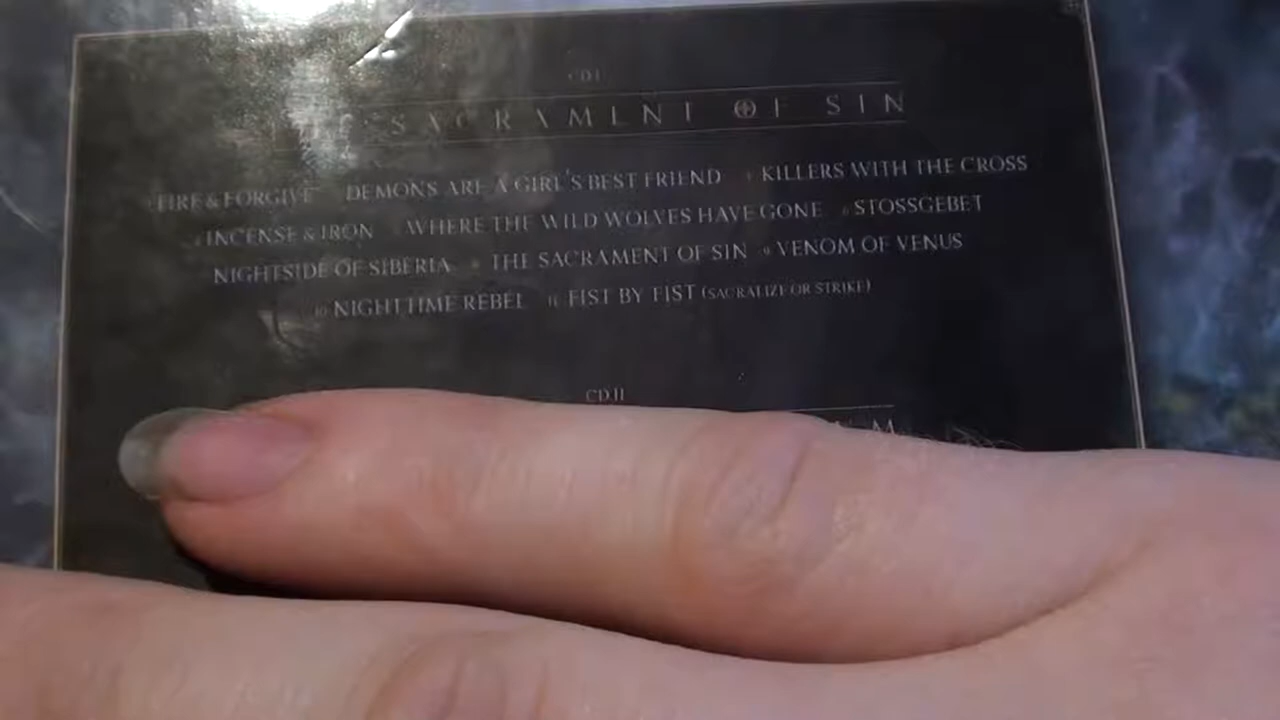 CD I
SACRAMENT OF SIN
FIRE & FORGIVE DEMONS ARE A GIRL'S BEST FRIEND KILLERS WITH THE CROSS
INCENSE & IRON WHERE THE WILD WOLVES HAVE GONE STOSSGEBET
NIGHTSIDE OF SIBERIA THE SACRAMENT OF SIN VENOM OF VENUS
10 NIGHTTIME REBEL 11 FIST BY FIST (SACRALIZE OR STRIKE)
CD II